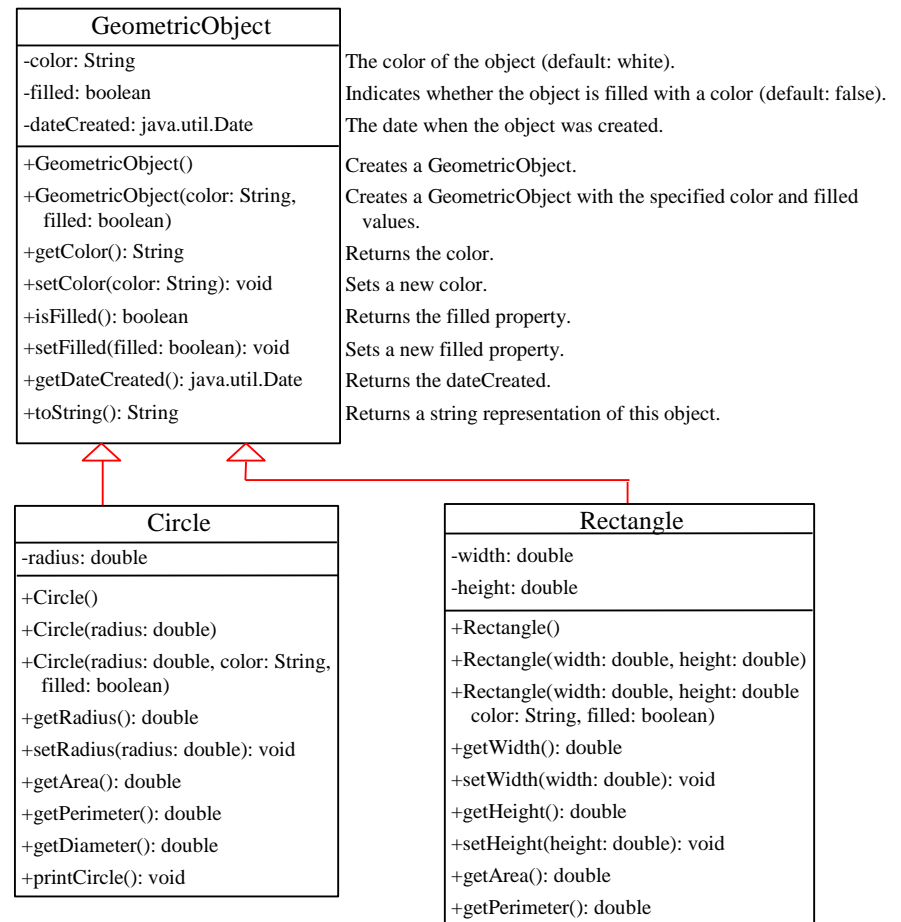 GeometricObject
-color: String
The color of the object (default: white).
-filled: boolean
Indicates whether the object is filled with a color (default: false).
-dateCreated: java.util.Date
The date when the object was created.
+GeometricObject()
Creates a GeometricObject.
+GeometricObject(color: String,
filled: boolean)
Creates a GeometricObject with the specified color and filled
values.
+getColor(): String
Returns the color.
+setColor(color: String): void
Sets a new color.
+isFilled(): boolean
Returns the filled property.
+setFilled(filled: boolean): void
Sets a new filled property.
+getDateCreated(): java.util.Date
Returns the dateCreated.
+toString(): String
Returns a string representation of this object.
Circle
-radius: double
+Circle()
+Circle(radius: double)
+Circle(radius: double, color: String,
filled: boolean)
+getRadius(): double
+setRadius(radius: double): void
+getArea(): double
+getPerimeter(): double
+getDiameter(): double
+printCircle(): void
Rectangle
-width: double
-height: double
+Rectangle()
+Rectangle(width: double, height: double)
+Rectangle(width: double, height: double
color: String, filled: boolean)
+getWidth(): double
+setWidth(width: double): void
+getHeight(): double
+setHeight(height: double): void
+getArea(): double
+getPerimeter(): double